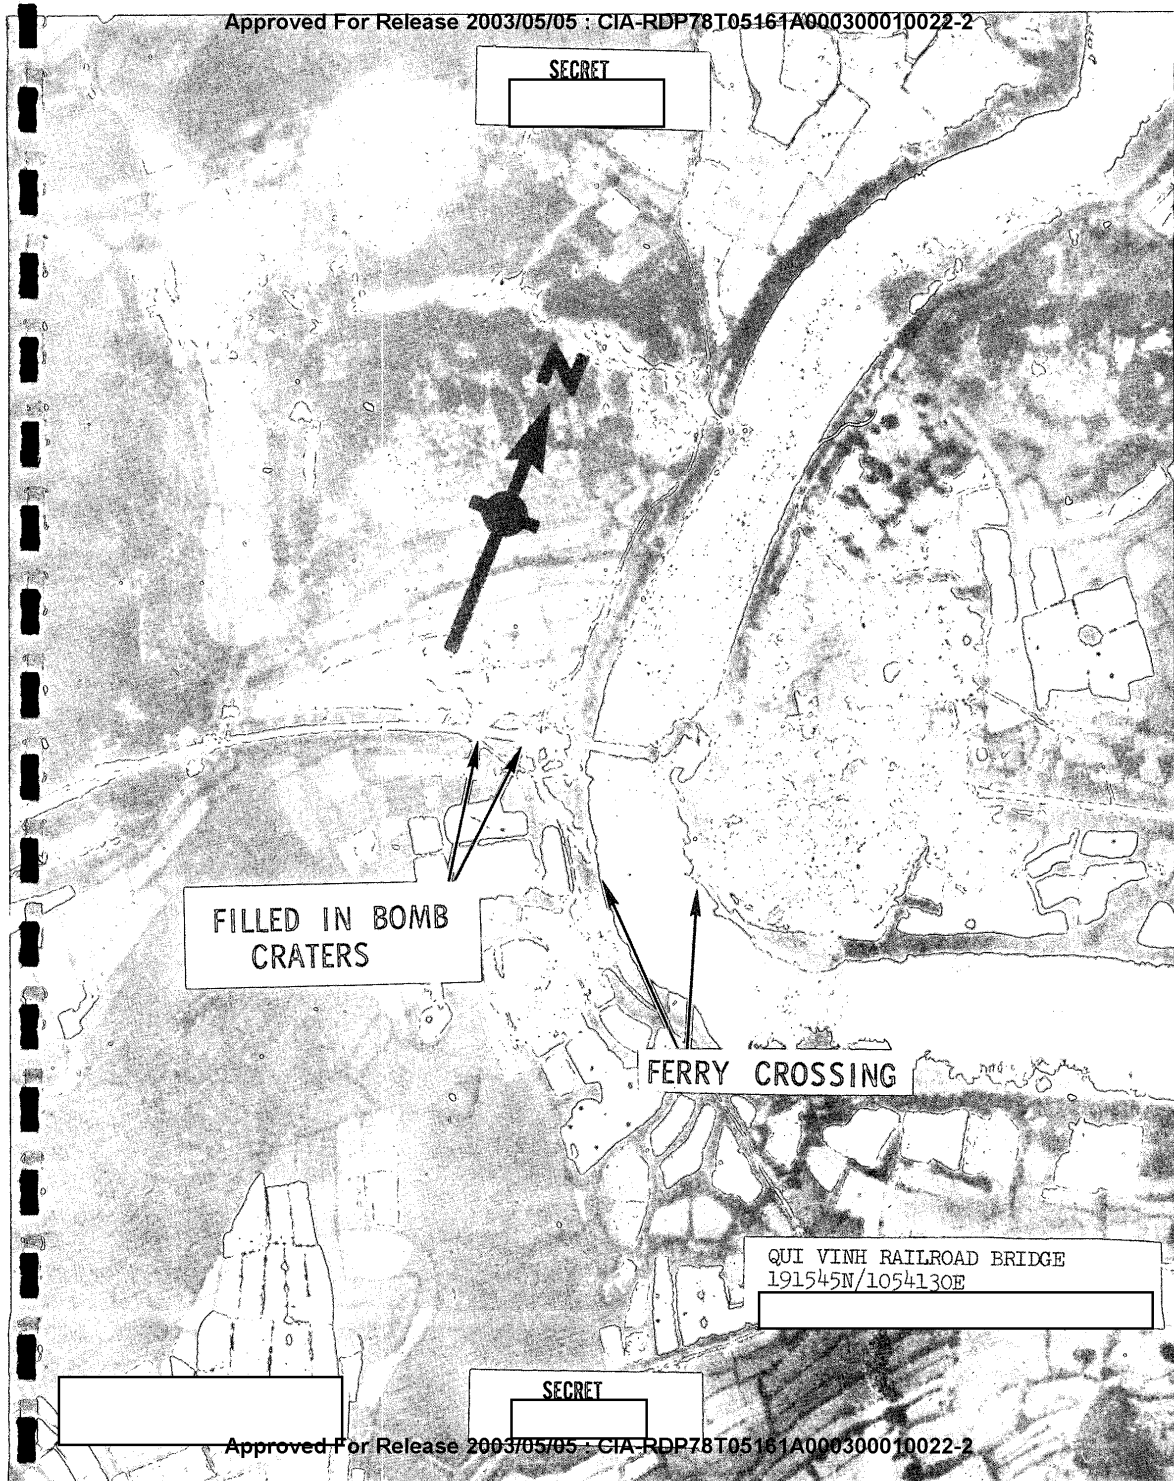 Approved For Release 2003/05/05 : CIA-RDP78T05161A000300010022-2
SECRET
N
FILLED IN BOMB
CRATERS
FERRY CROSSING
QUI VINH RAILROAD BRIDGE
191545N/1054130E
SECRET
Approved For Release 2003/05/05 : CIA-RDP78T05161A000300010022-2